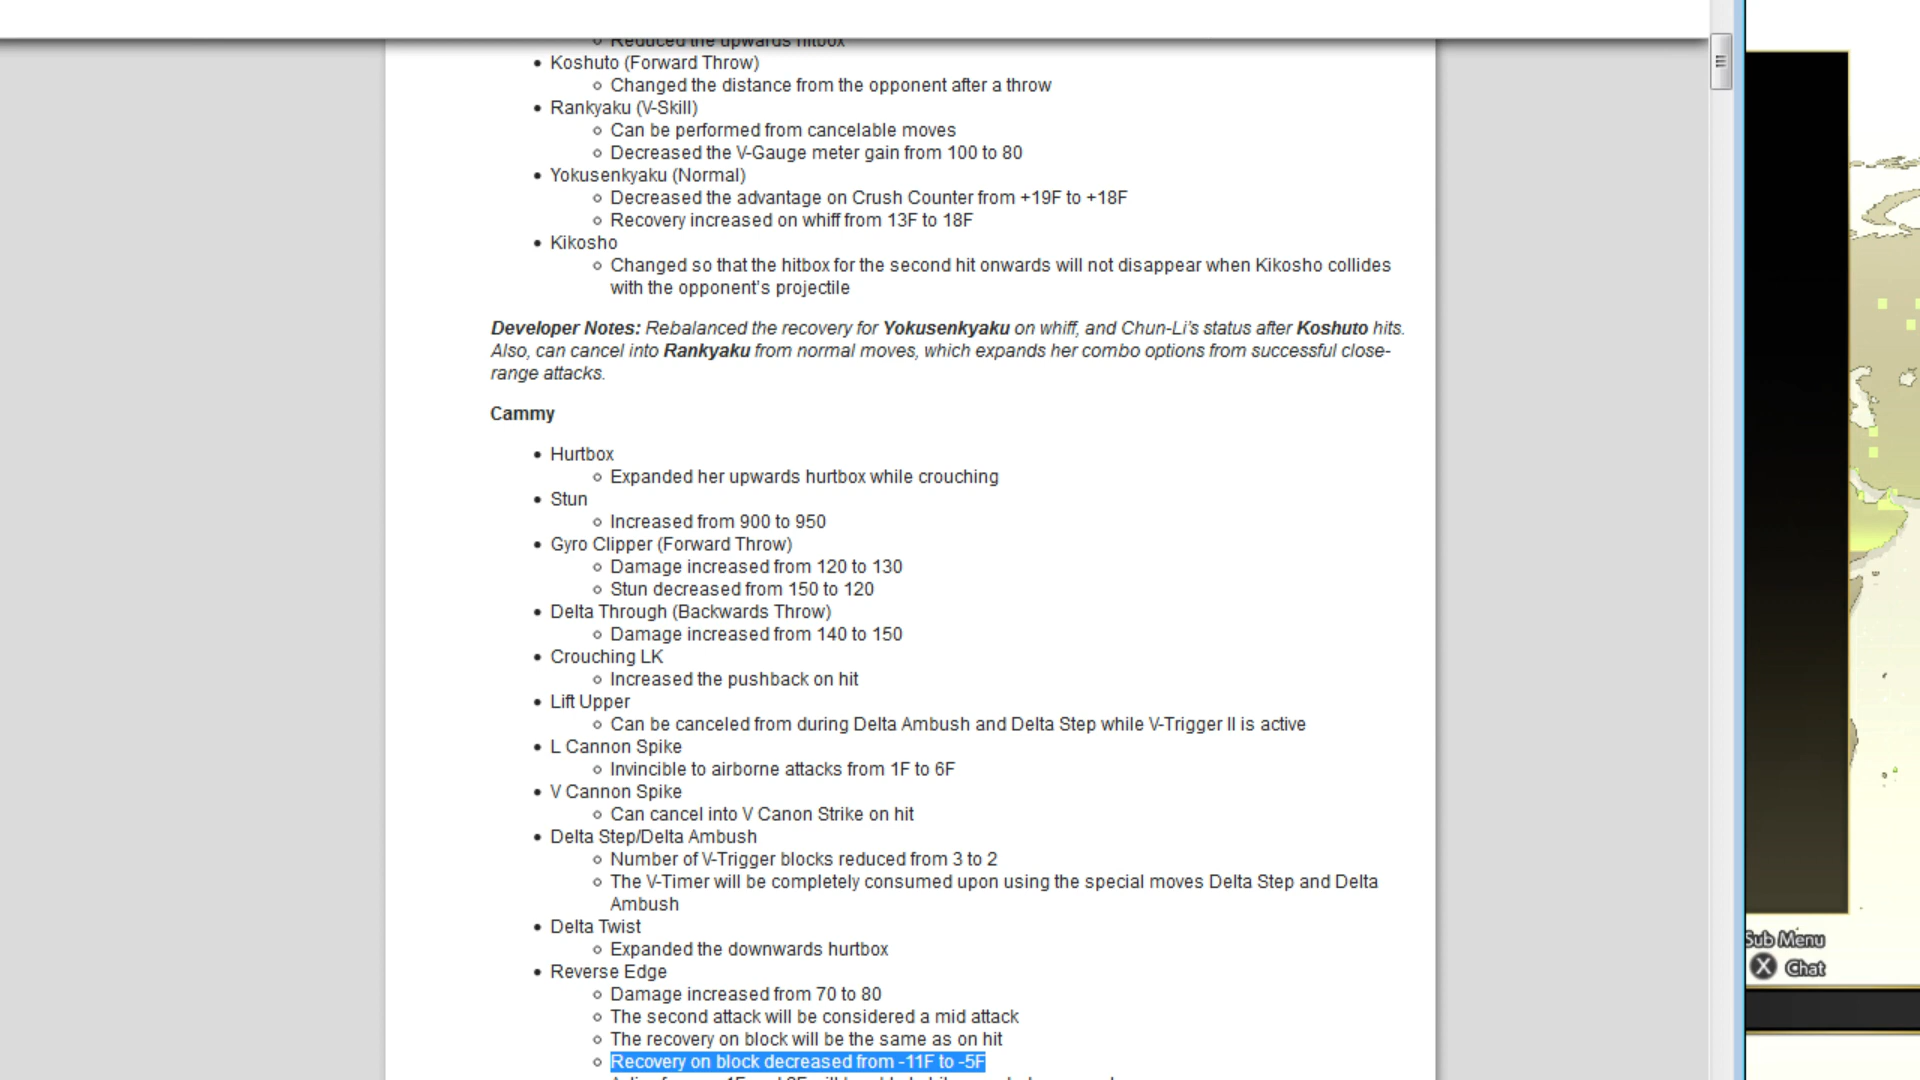 Reduced the upwards hitbox
• Koshuto (Forward Throw)
○ Changed the distance from the opponent after a throw
• Rankyaku (V-Skill)
○ Can be performed from cancelable moves
○ Decreased the V-Gauge meter gain from 100 to 80
• Yokusenkyaku (Normal)
○ Decreased the advantage on Crush Counter from +19F to +18F
○ Recovery increased on whiff from 13F to 18F
• Kikosho
○ Changed so that the hitbox for the second hit onwards will not disappear when Kikosho collides
with the opponent's projectile
Developer Notes: Rebalanced the recovery for Yokusenkyaku on whiff, and Chun-Li's status after Koshuto hits.
Also, can cancel into Rankyaku from normal moves, which expands her combo options from successful close-
range attacks.
Cammy
• Hurtbox
○ Expanded her upwards hurtbox while crouching
• Stun
○ Increased from 900 to 950
• Gyro Clipper (Forward Throw)
○ Damage increased from 120 to 130
○ Stun decreased from 150 to 120
• Delta Through (Backwards Throw)
○ Damage increased from 140 to 150
• Crouching LK
○ Increased the pushback on hit
• Lift Upper
○ Can be canceled from during Delta Ambush and Delta Step while V-Trigger II is active
• L Cannon Spike
○ Invincible to airborne attacks from 1F to 6F
• V Cannon Spike
○ Can cancel into V Canon Strike on hit
• Delta Step/Delta Ambush
○ Number of V-Trigger blocks reduced from 3 to 2
○ The V-Timer will be completely consumed upon using the special moves Delta Step and Delta
Ambush
• Delta Twist
○ Expanded the downwards hurtbox
• Reverse Edge
○ Damage increased from 70 to 80
○ The second attack will be considered a mid attack
○ The recovery on block will be the same as on hit
○ Recovery on block decreased from -11F to -5F
Sub Menu
X Chat